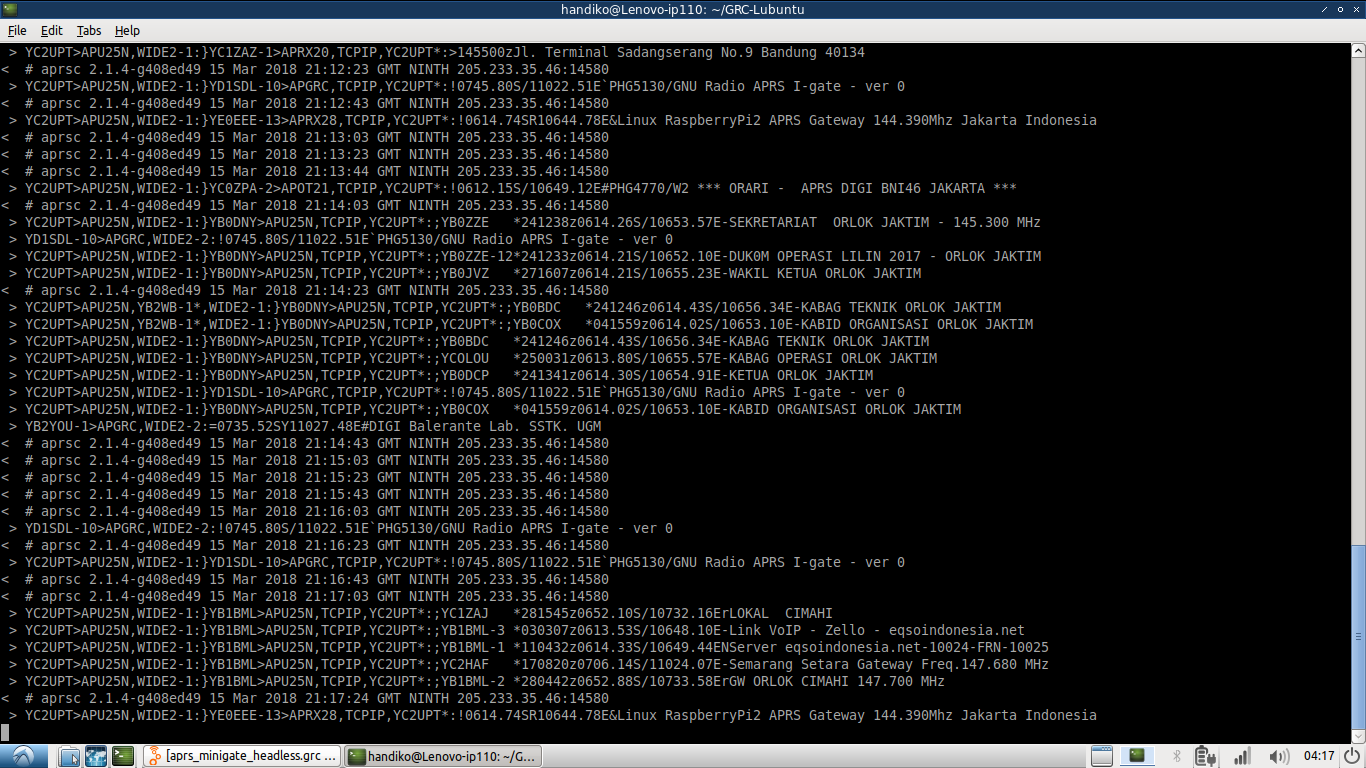 handiko@Lenovo-ip110: ~/GRC-Lubuntu
File Edit Tabs Help
> YC2UPT>APU25N,WIDE2-1:}YC1ZAZ-1>APRX20,TCPIP,YC2UPT*:>145500zJl. Terminal Sadangserang No.9 Bandung 40134
< # aprsc 2.1.4-g408ed49 15 Mar 2018 21:12:23 GMT NINTH 205.233.35.46:14580
> YC2UPT>APU25N,WIDE2-1:}YD1SDL-10>APGRC,TCPIP,YC2UPT*:!0745.80S/11022.51E`PHG5130/GNU Radio APRS I-gate - ver 0
< # aprsc 2.1.4-g408ed49 15 Mar 2018 21:12:43 GMT NINTH 205.233.35.46:14580
> YC2UPT>APU25N,WIDE2-1:}YE0EEE-13>APRX28,TCPIP,YC2UPT*:!0614.74SR10644.78E&Linux RaspberryPi2 APRS Gateway 144.390Mhz Jakarta Indonesia
< # aprsc 2.1.4-g408ed49 15 Mar 2018 21:13:03 GMT NINTH 205.233.35.46:14580
< # aprsc 2.1.4-g408ed49 15 Mar 2018 21:13:23 GMT NINTH 205.233.35.46:14580
< # aprsc 2.1.4-g408ed49 15 Mar 2018 21:13:44 GMT NINTH 205.233.35.46:14580
> YC2UPT>APU25N,WIDE2-1:}YC0ZPA-2>APOT21,TCPIP,YC2UPT*:!0612.15S/10649.12E#PHG4770/W2 *** ORARI -  APRS DIGI BNI46 JAKARTA ***
< # aprsc 2.1.4-g408ed49 15 Mar 2018 21:14:03 GMT NINTH 205.233.35.46:14580
> YC2UPT>APU25N,WIDE2-1:}YB0DNY>APU25N,TCPIP,YC2UPT*:;YB0ZZE   *241238z0614.26S/10653.57E-SEKRETARIAT  ORLOK JAKTIM - 145.300 MHz
> YD1SDL-10>APGRC,WIDE2-2:!0745.80S/11022.51E`PHG5130/GNU Radio APRS I-gate - ver 0
> YC2UPT>APU25N,WIDE2-1:}YB0DNY>APU25N,TCPIP,YC2UPT*:;YB0ZZE-12*241233z0614.21S/10652.10E-DUK0M OPERASI LILIN 2017 - ORLOK JAKTIM
> YC2UPT>APU25N,WIDE2-1:}YB0DNY>APU25N,TCPIP,YC2UPT*:;YB0JVZ   *271607z0614.21S/10655.23E-WAKIL KETUA ORLOK JAKTIM
< # aprsc 2.1.4-g408ed49 15 Mar 2018 21:14:23 GMT NINTH 205.233.35.46:14580
> YC2UPT>APU25N,YB2WB-1*,WIDE2-1:}YB0DNY>APU25N,TCPIP,YC2UPT*:;YB0BDC   *241246z0614.43S/10656.34E-KABAG TEKNIK ORLOK JAKTIM
> YC2UPT>APU25N,YB2WB-1*,WIDE2-1:}YB0DNY>APU25N,TCPIP,YC2UPT*:;YB0COX   *041559z0614.02S/10653.10E-KABID ORGANISASI ORLOK JAKTIM
> YC2UPT>APU25N,WIDE2-1:}YB0DNY>APU25N,TCPIP,YC2UPT*:;YB0BDC   *241246z0614.43S/10656.34E-KABAG TEKNIK ORLOK JAKTIM
> YC2UPT>APU25N,WIDE2-1:}YB0DNY>APU25N,TCPIP,YC2UPT*:;YCOLOU   *250031z0613.80S/10655.57E-KABAG OPERASI ORLOK JAKTIM
> YC2UPT>APU25N,WIDE2-1:}YB0DNY>APU25N,TCPIP,YC2UPT*:;YB0DCP   *241341z0614.30S/10654.91E-KETUA ORLOK JAKTIM
> YC2UPT>APU25N,WIDE2-1:}YD1SDL-10>APGRC,TCPIP,YC2UPT*:!0745.80S/11022.51E`PHG5130/GNU Radio APRS I-gate - ver 0
> YC2UPT>APU25N,WIDE2-1:}YB0DNY>APU25N,TCPIP,YC2UPT*:;YB0COX   *041559z0614.02S/10653.10E-KABID ORGANISASI ORLOK JAKTIM
> YB2YOU-1>APGRC,WIDE2-2:=0735.52SY11027.48E#DIGI Balerante Lab. SSTK. UGM
< # aprsc 2.1.4-g408ed49 15 Mar 2018 21:14:43 GMT NINTH 205.233.35.46:14580
< # aprsc 2.1.4-g408ed49 15 Mar 2018 21:15:03 GMT NINTH 205.233.35.46:14580
< # aprsc 2.1.4-g408ed49 15 Mar 2018 21:15:23 GMT NINTH 205.233.35.46:14580
< # aprsc 2.1.4-g408ed49 15 Mar 2018 21:15:43 GMT NINTH 205.233.35.46:14580
< # aprsc 2.1.4-g408ed49 15 Mar 2018 21:16:03 GMT NINTH 205.233.35.46:14580
> YD1SDL-10>APGRC,WIDE2-2:!0745.80S/11022.51E`PHG5130/GNU Radio APRS I-gate - ver 0
< # aprsc 2.1.4-g408ed49 15 Mar 2018 21:16:23 GMT NINTH 205.233.35.46:14580
> YC2UPT>APU25N,WIDE2-1:}YD1SDL-10>APGRC,TCPIP,YC2UPT*:!0745.80S/11022.51E`PHG5130/GNU Radio APRS I-gate - ver 0
< # aprsc 2.1.4-g408ed49 15 Mar 2018 21:16:43 GMT NINTH 205.233.35.46:14580
< # aprsc 2.1.4-g408ed49 15 Mar 2018 21:17:03 GMT NINTH 205.233.35.46:14580
> YC2UPT>APU25N,WIDE2-1:}YB1BML>APU25N,TCPIP,YC2UPT*:;YC1ZAJ   *281545z0652.10S/10732.16ErLOKAL  CIMAHI
> YC2UPT>APU25N,WIDE2-1:}YB1BML>APU25N,TCPIP,YC2UPT*:;YB1BML-3 *030307z0613.53S/10648.10E-Link VoIP - Zello - eqsoindonesia.net
> YC2UPT>APU25N,WIDE2-1:}YB1BML>APU25N,TCPIP,YC2UPT*:;YB1BML-1 *110432z0614.33S/10649.44ENServer eqsoindonesia.net-10024-FRN-10025
> YC2UPT>APU25N,WIDE2-1:}YB1BML>APU25N,TCPIP,YC2UPT*:;YC2HAF   *170820z0706.14S/11024.07E-Semarang Setara Gateway Freq.147.680 MHz
> YC2UPT>APU25N,WIDE2-1:}YB1BML>APU25N,TCPIP,YC2UPT*:;YB1BML-2 *280442z0652.88S/10733.58ErGW ORLOK CIMAHI 147.700 MHz
< # aprsc 2.1.4-g408ed49 15 Mar 2018 21:17:24 GMT NINTH 205.233.35.46:14580
> YC2UPT>APU25N,WIDE2-1:}YE0EEE-13>APRX28,TCPIP,YC2UPT*:!0614.74SR10644.78E&Linux RaspberryPi2 APRS Gateway 144.390Mhz Jakarta Indonesia
[aprs_minigate_headless.grc ... handiko@Lenovo-ip110: ~/G... 04:17